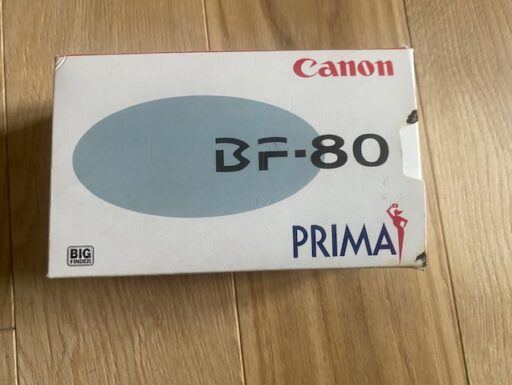 Canon
BF-80
PRIMA
BIG
FINDER